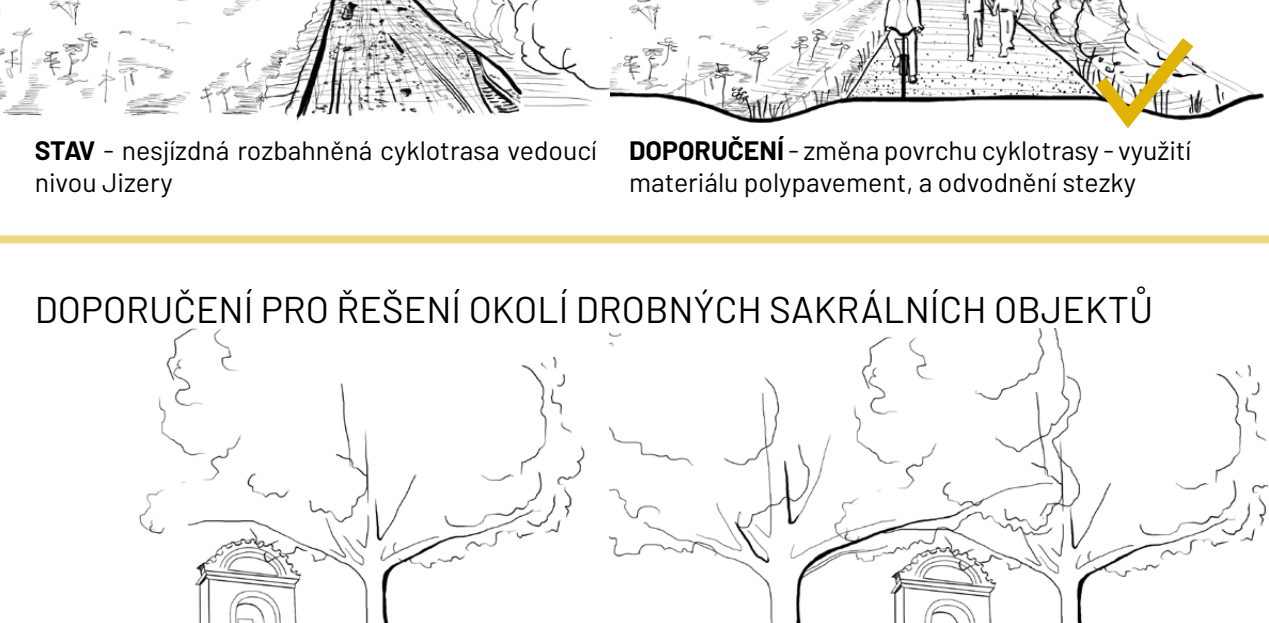 STAV - nesjízdná rozbahněná cyklotrasa vedoucí
nivou Jizery
DOPORUČENÍ - změna povrchu cyklotrasy - využití
materiálu polypavement, a odvodnění stezky
DOPORUČENÍ PRO ŘEŠENÍ OKOLÍ DROBNÝCH SAKRÁLNÍCH OBJEKTŮ